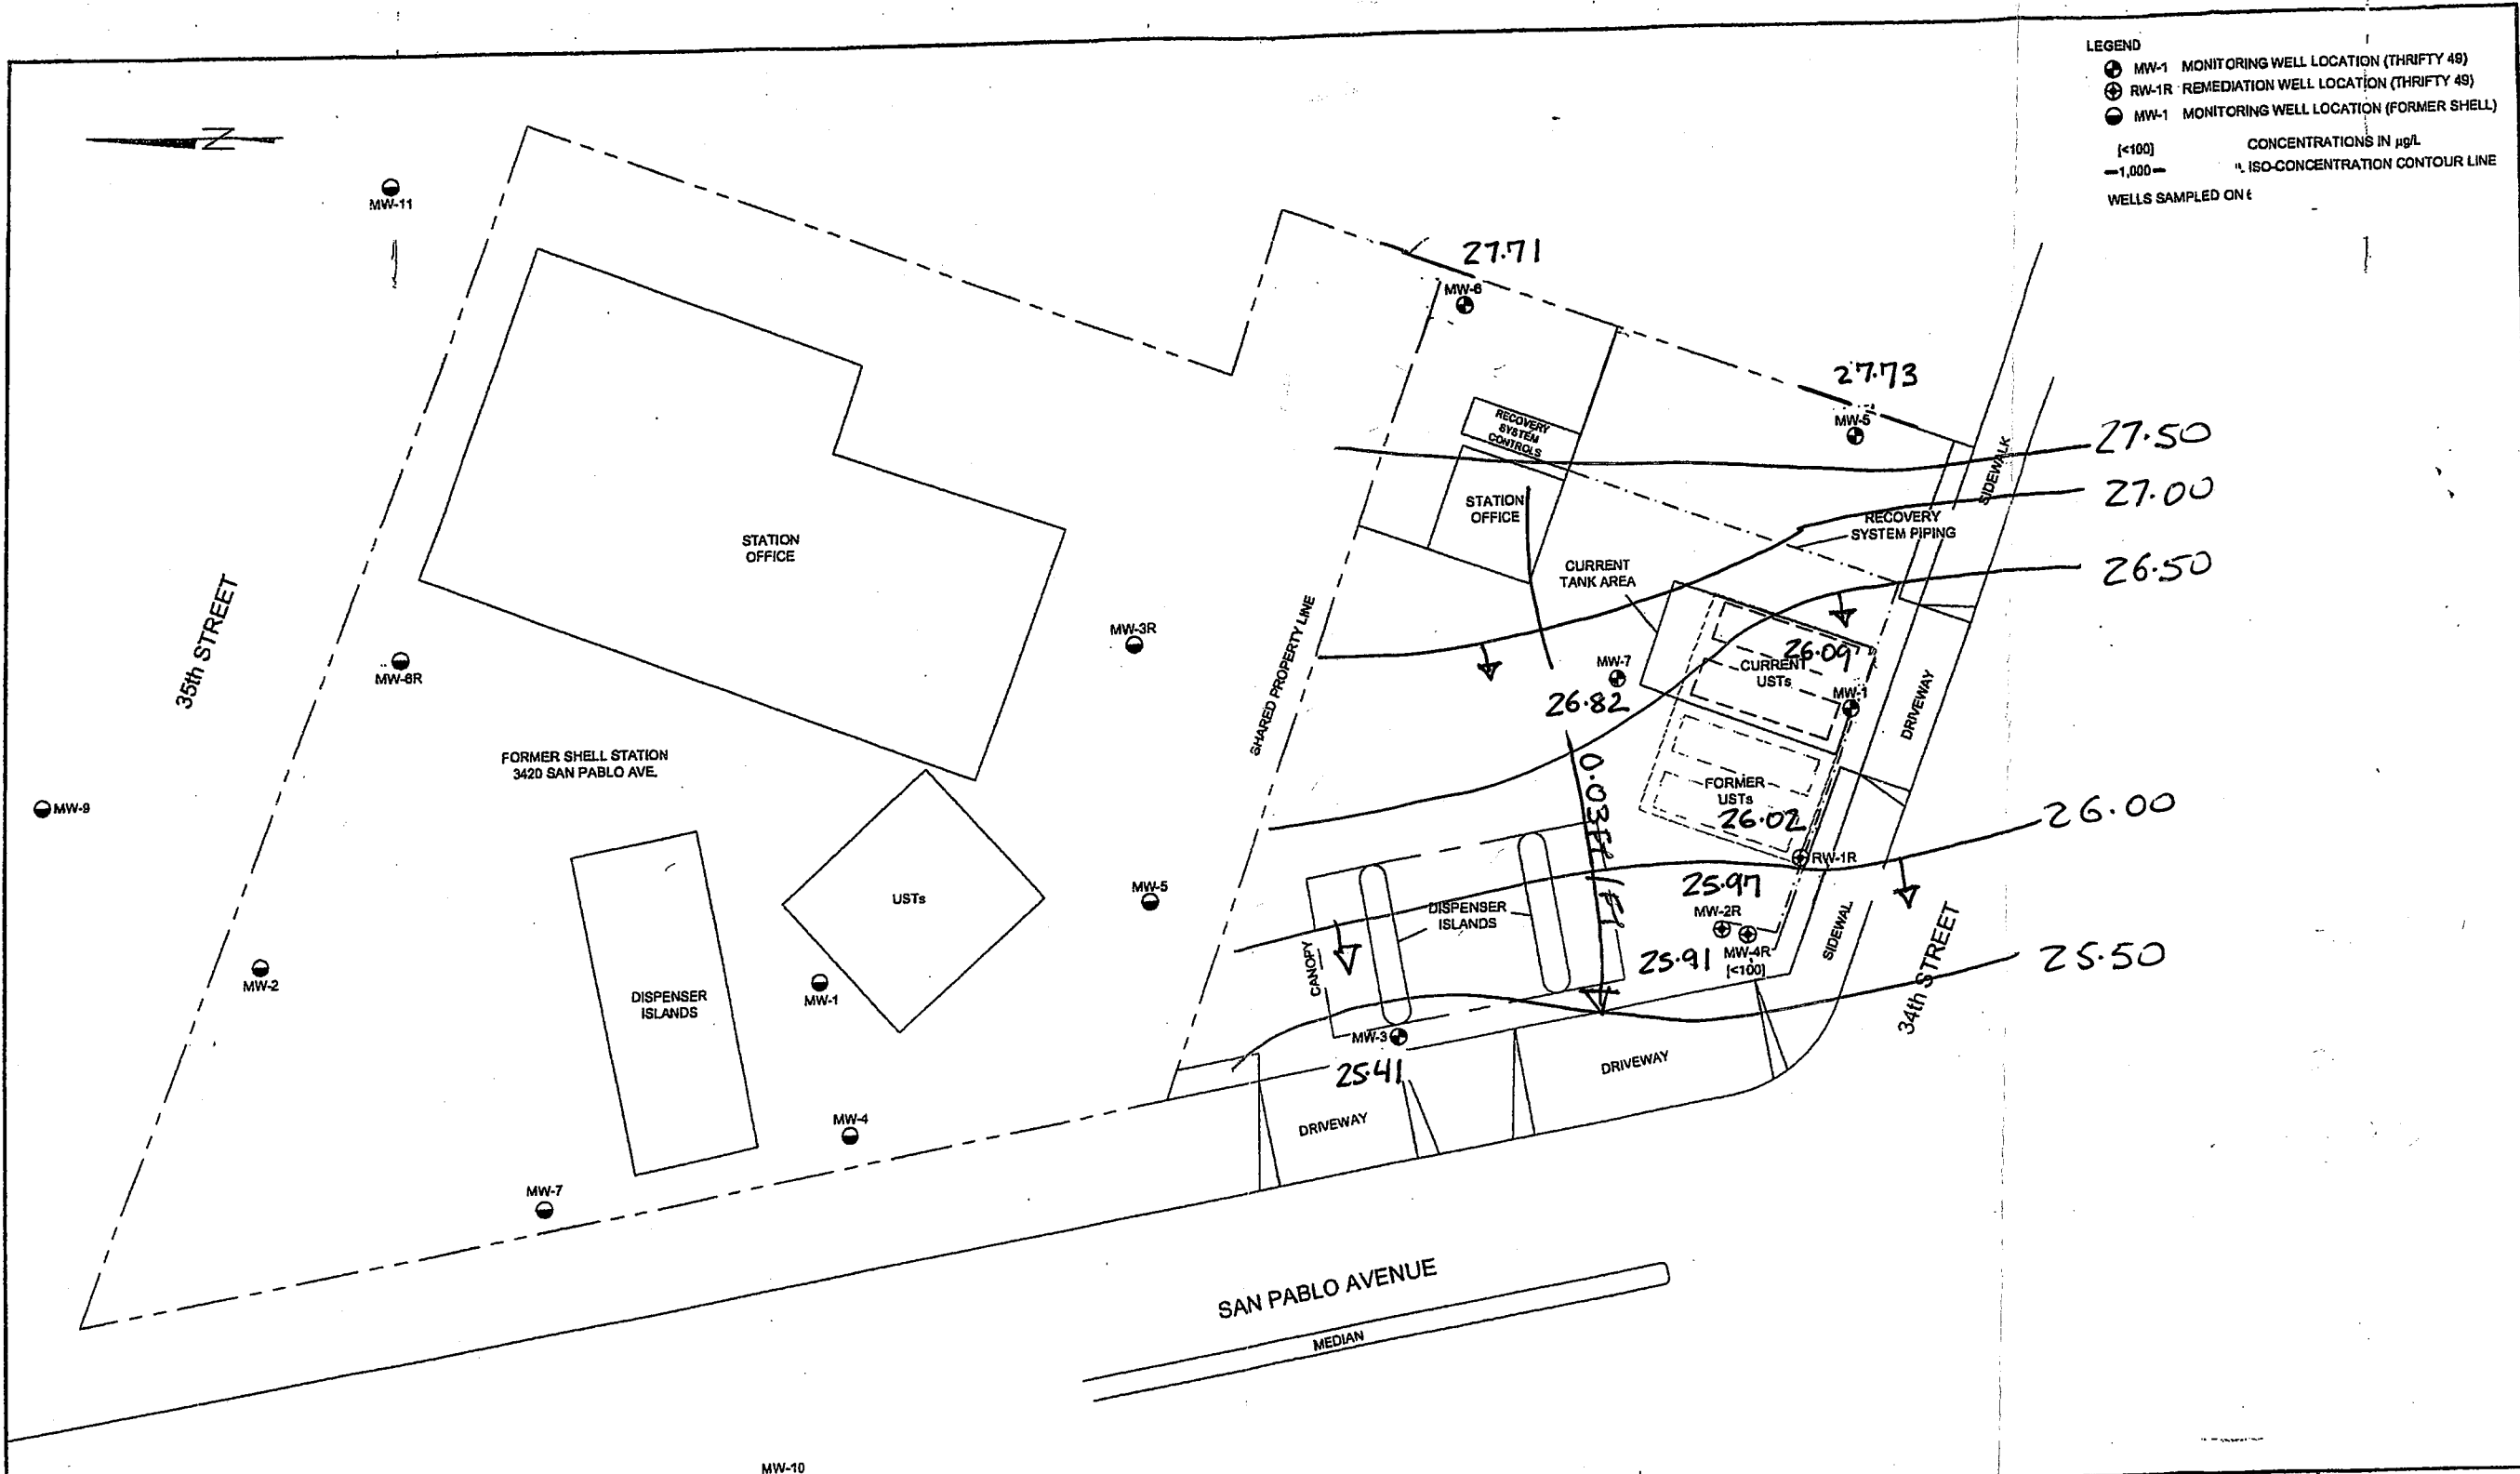 LEGEND
MW-1 MONITORING WELL LOCATION (THRIFTY 49)
RW-1R REMEDIATION WELL LOCATION (THRIFTY 49)
MW-1 MONITORING WELL LOCATION (FORMER SHELL)
[<100] CONCENTRATIONS IN µg/L
—1,000— ISO-CONCENTRATION CONTOUR LINE
WELLS SAMPLED ON
N
MW-11
27.71
MW-6
27.73
MW-5
RECOVERY
SYSTEM
CONTROLS
27.50
SIDEWALK
27.00
STATION
OFFICE
RECOVERY
SYSTEM PIPING
STATION
OFFICE
CURRENT
TANK AREA
26.50
35th STREET
MW-8R
MW-3R
SHARED PROPERTY LINE
MW-7
26.82
26.09
CURRENT
USTs
MW-1
DRIVEWAY
FORMER SHELL STATION
3420 SAN PABLO AVE.
MW-9
0.03 Ft/Ft
FORMER
USTs
26.02
26.00
RW-1R
USTs
MW-5
DISPENSER
ISLANDS
25.97
MW-2R
25.91
MW-4R
[<100]
SIDEWAL
34th STREET
25.50
CANOPY
MW-2
MW-1
DISPENSER
ISLANDS
MW-3
25.41
DRIVEWAY
DRIVEWAY
MW-4
MW-7
SAN PABLO AVENUE
MEDIAN
MW-10